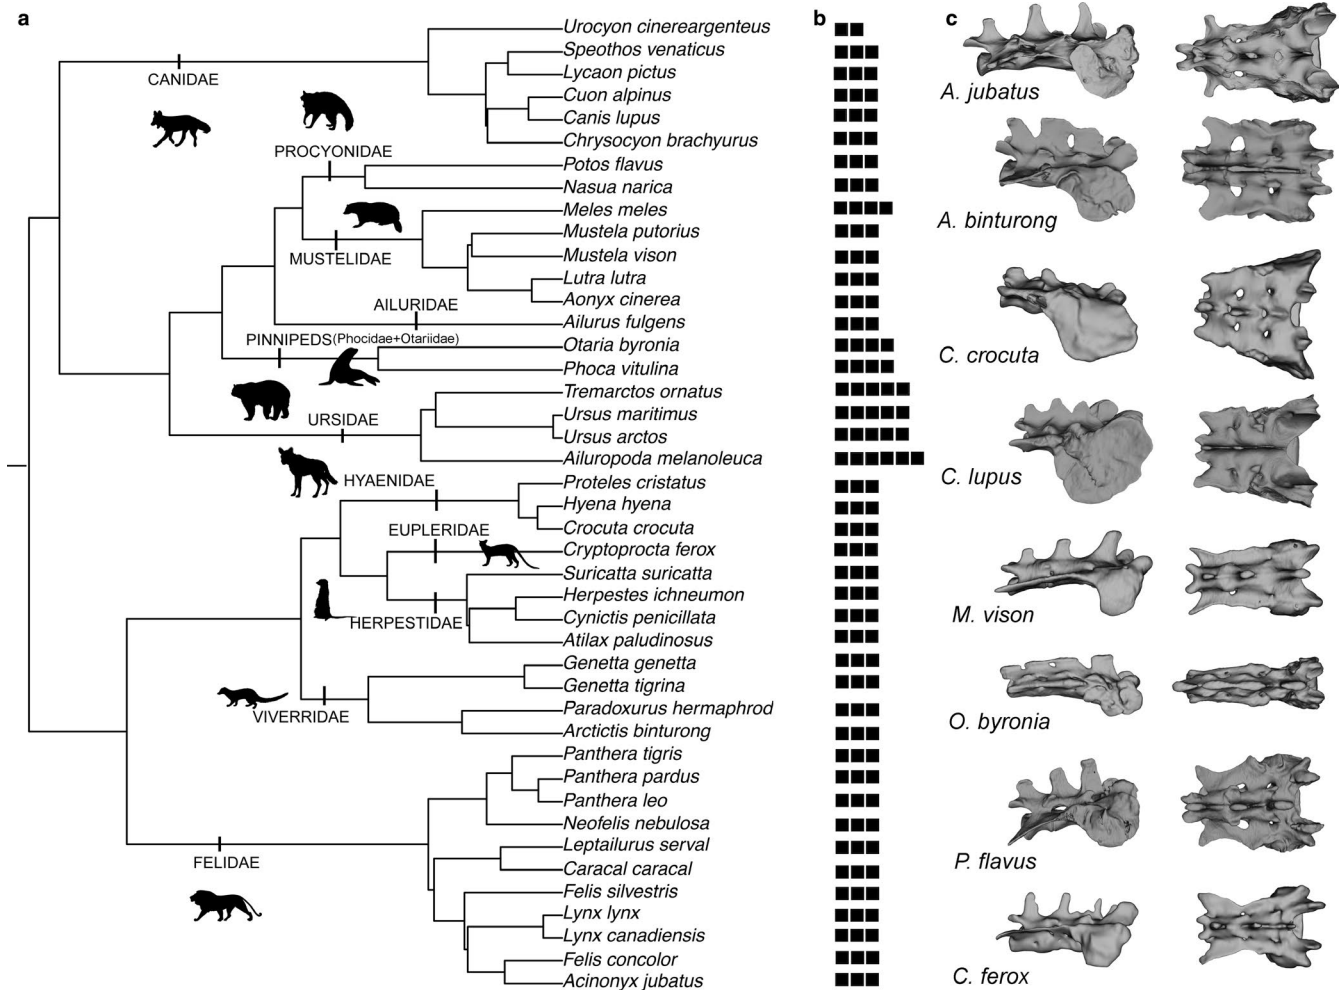 a
b
c
Urocyon cinereargenteus
Speothos venaticus
Lycaon pictus
Cuon alpinus
Canis lupus
Chrysocyon brachyurus
Potos flavus
Nasua narica
Meles meles
Mustela putorius
Mustela vison
Lutra lutra
Aonyx cinerea
Ailurus fulgens
Otaria byronia
Phoca vitulina
Tremarctos ornatus
Ursus maritimus
Ursus arctos
Ailuropoda melanoleuca
Proteles cristatus
Hyena hyena
Crocuta crocuta
Cryptoprocta ferox
Suricatta suricatta
Herpestes ichneumon
Cynictis penicillata
Atilax paludinosus
Genetta genetta
Genetta tigrina
Paradoxurus hermaphrod
Arctictis binturong
Panthera tigris
Panthera pardus
Panthera leo
Neofelis nebulosa
Leptailurus serval
Caracal caracal
Felis silvestris
Lynx lynx
Lynx canadiensis
Felis concolor
Acinonyx jubatus
CANIDAE
PROCYONIDAE
MUSTELIDAE
AILURIDAE
PINNIPEDS(Phocidae+Otariidae)
URSIDAE
HYAENIDAE
EUPLERIDAE
HERPESTIDAE
VIVERRIDAE
FELIDAE
A. jubatus
A. binturong
C. crocuta
C. lupus
M. vison
O. byronia
P. flavus
C. ferox